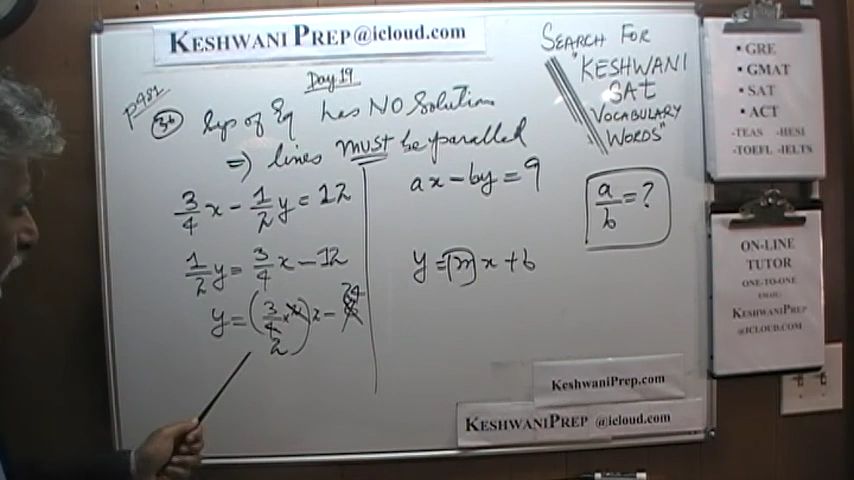 KESHWANI PREP@icloud.com
Day 19
p981
36 Sys of Eq has NO Solution
=> lines must be parallel
3/4 x - 1/2 y = 12
1/2 y = 3/4 x - 12
y = (3/4 x 2) x - 24
2
ax - by = 9
y = (m) x + b
a/b = ?
SEARCH FOR
"KESHWANI
SAt
VOCABULARY
WORDS"
• GRE
• GMAT
• SAT
• ACT
-TEAS -HESI
-TOEFL -IELTS
ON-LINE
TUTOR
ONE-TO-ONE
EMAIL:
KESHWANIPREP
@ICLOUD.COM
KeshwaniPrep.com
KESHWANIPREP @icloud.com